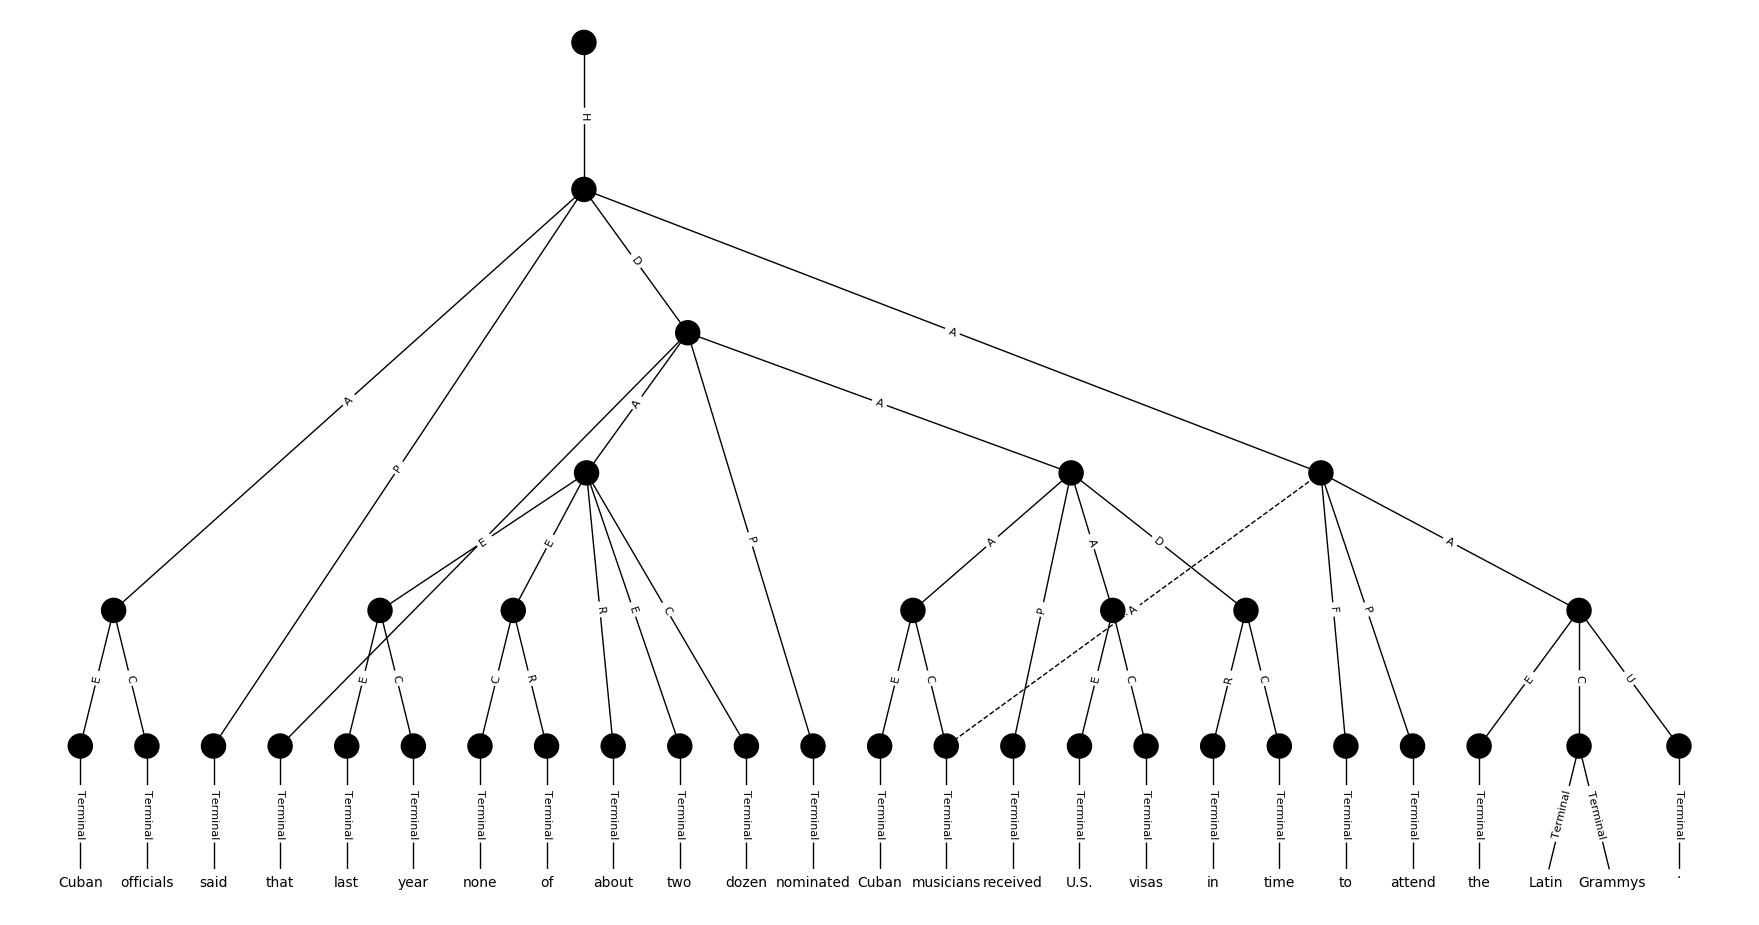 H
D
A
A
P
A
A
E
E
P
A
A
D
A
R
E
C
P
A
F
P
E
C
E
C
C
R
E
C
E
C
R
C
E
C
U
Terminal Terminal Terminal Terminal Terminal Terminal Terminal Terminal Terminal Terminal Terminal Terminal Terminal Terminal Terminal Terminal Terminal Terminal Terminal Terminal Terminal Terminal Terminal Terminal Terminal
Cuban officials said that last year none of about two dozen nominated Cuban musicians received U.S. visas in time to attend the Latin Grammys .